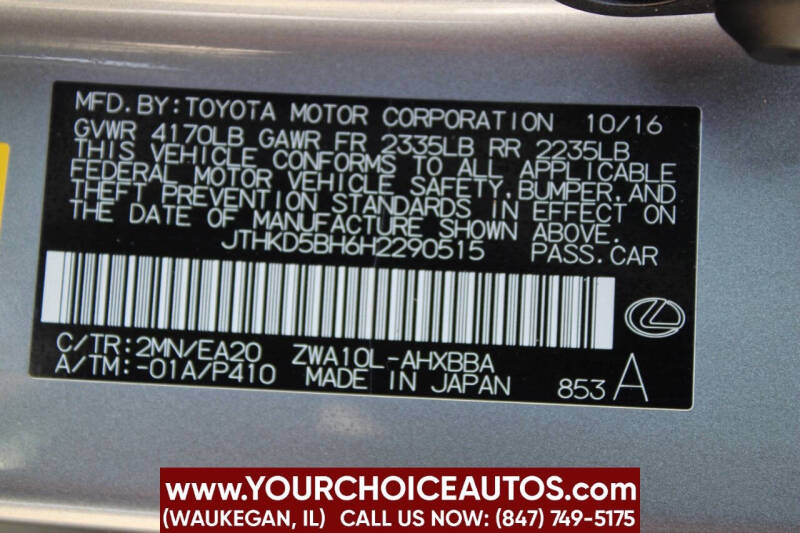 MFD. BY: TOYOTA MOTOR CORPORATION 10/16
GVWR 4170LB GAWR FR 2335LB RR 2235LB
THIS VEHICLE CONFORMS TO ALL APPLICABLE
FEDERAL MOTOR VEHICLE SAFETY, BUMPER, AND
THEFT PREVENTION STANDARDS IN EFFECT ON
THE DATE OF MANUFACTURE SHOWN ABOVE.
JTHKD5BH6H2290515 PASS. CAR
C/TR: 2MN/EA20 ZWA10L-AHXBBA
A/TM: -01A/P410 MADE IN JAPAN 853 A
WWW.YOURCHOICEAUTOS.COM
(WAUKEGAN, IL) CALL US NOW: (847) 749-5175